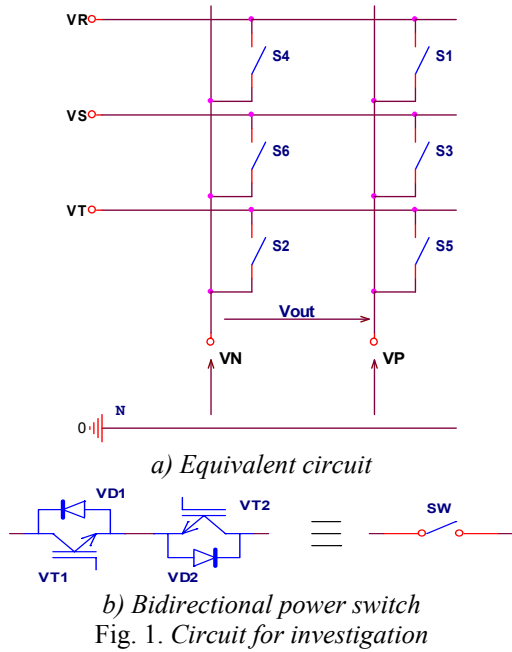 VR
S4 S1
VS
S6 S3
VT
S2 S5
Vout
VN VP
N
0
a) Equivalent circuit
VD1 VT2 SW
VT1 VD2
b) Bidirectional power switch
Fig. 1. Circuit for investigation